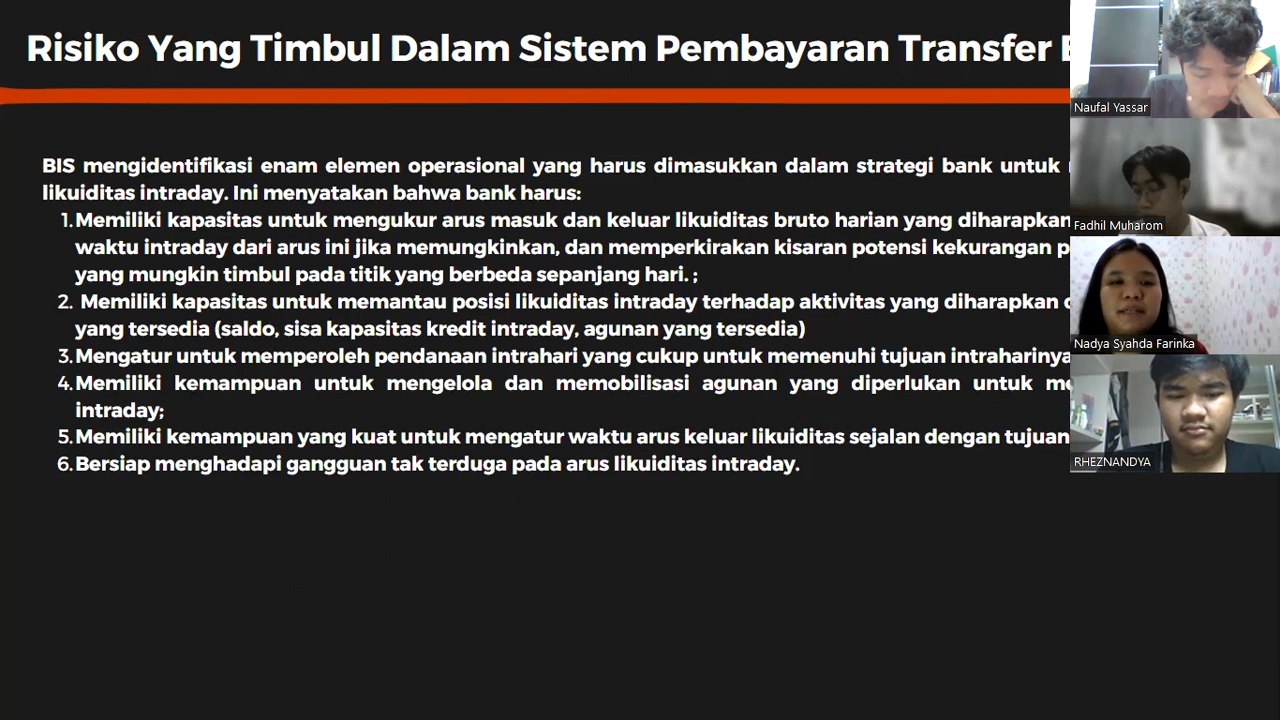 Risiko Yang Timbul Dalam Sistem Pembayaran Transfer
BIS mengidentifikasi enam elemen operasional yang harus dimasukkan dalam strategi bank untuk
likuiditas intraday. Ini menyatakan bahwa bank harus:
1. Memiliki kapasitas untuk mengukur arus masuk dan keluar likuiditas bruto harian yang diharapkan
waktu intraday dari arus ini jika memungkinkan, dan memperkirakan kisaran potensi kekurangan
yang mungkin timbul pada titik yang berbeda sepanjang hari. ;
2. Memiliki kapasitas untuk memantau posisi likuiditas intraday terhadap aktivitas yang diharapkan
yang tersedia (saldo, sisa kapasitas kredit intraday, agunan yang tersedia)
3. Mengatur untuk memperoleh pendanaan intrahari yang cukup untuk memenuhi tujuan intraharinya
4. Memiliki kemampuan untuk mengelola dan memobilisasi agunan yang diperlukan untuk
intraday;
5. Memiliki kemampuan yang kuat untuk mengatur waktu arus keluar likuiditas sejalan dengan tujuan
6. Bersiap menghadapi gangguan tak terduga pada arus likuiditas intraday.
Naufal Yassar
Fadhil Muharom
Nadya Syahda Farinka
RHEZNANDYA